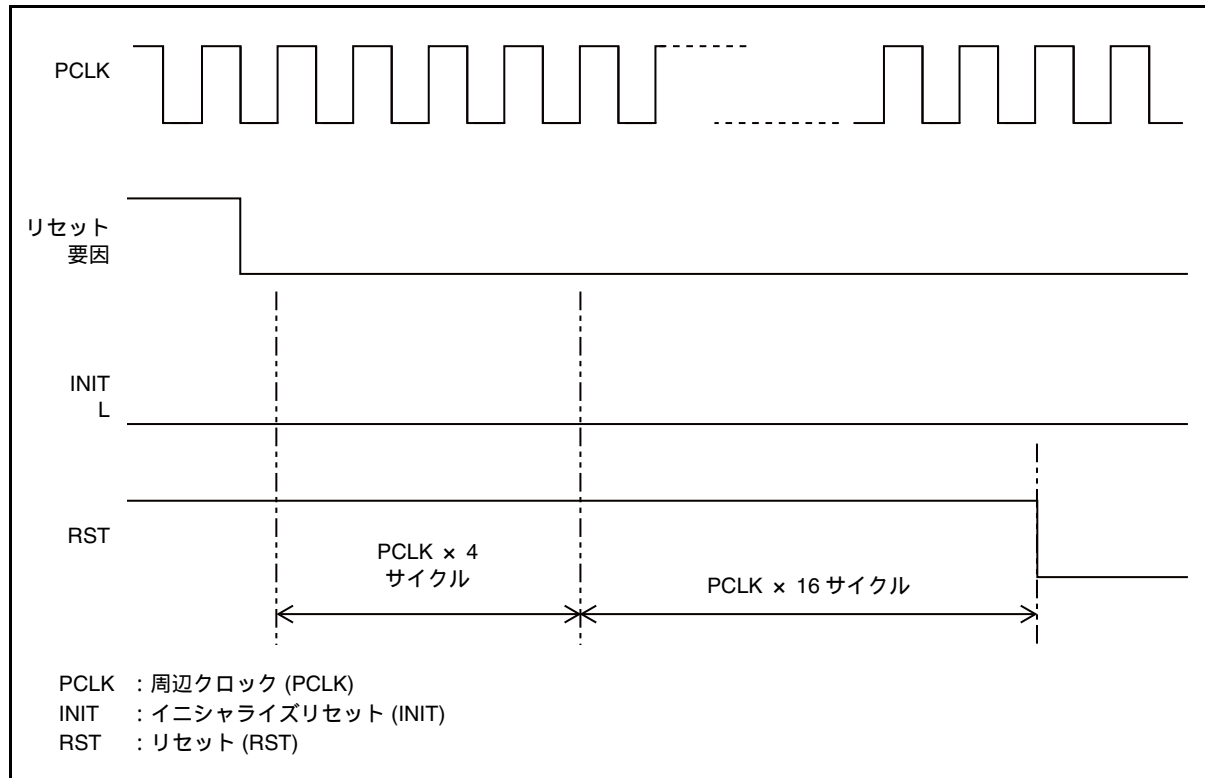 PCLK
リセット
要因
INIT
L
RST
PCLK × 4
サイクル
PCLK × 16 サイクル
PCLK : 周辺クロック (PCLK)
INIT : イニシャライズリセット (INIT)
RST : リセット (RST)